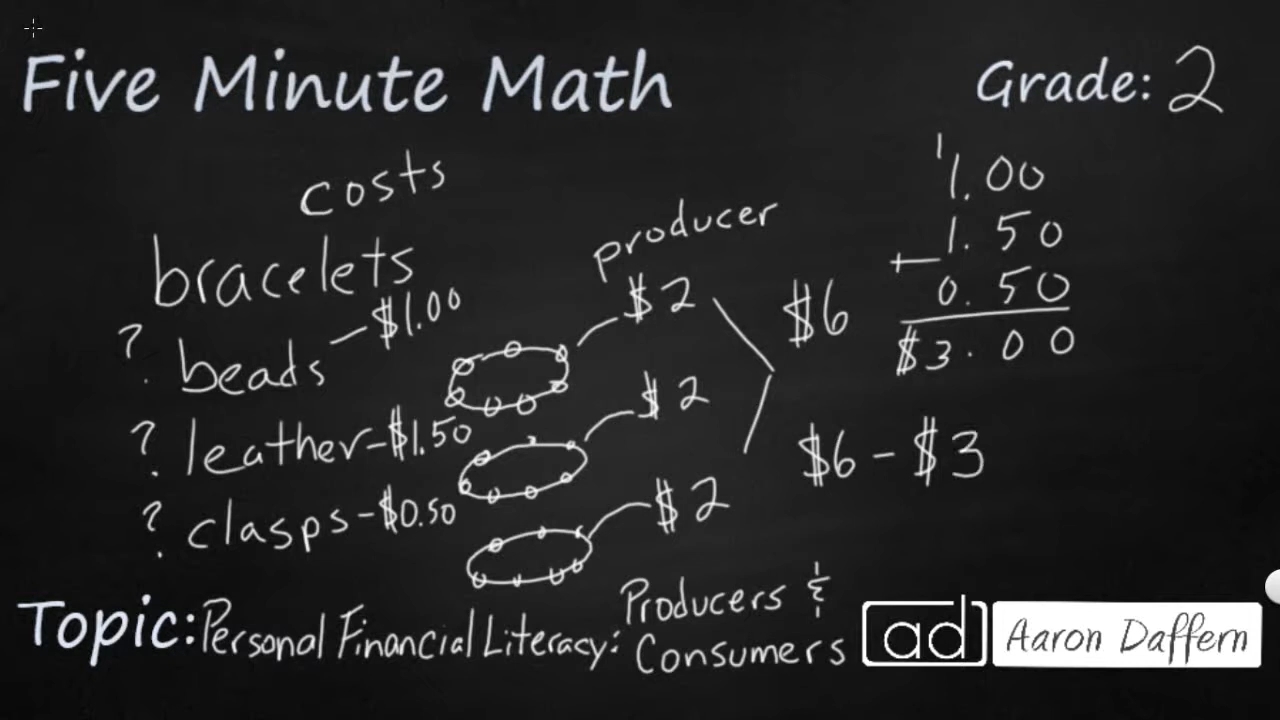 Five Minute Math
Grade: 2
costs
bracelets
? beads – $1.00
? leather – $1.50
? clasps – $0.50
producer
$2
$2
$2
$6
1
1.00
1.50
+ 0.50
$3.00
$6 – $3
Topic: Personal Financial Literacy: Producers & Consumers
ad Aaron Daffern